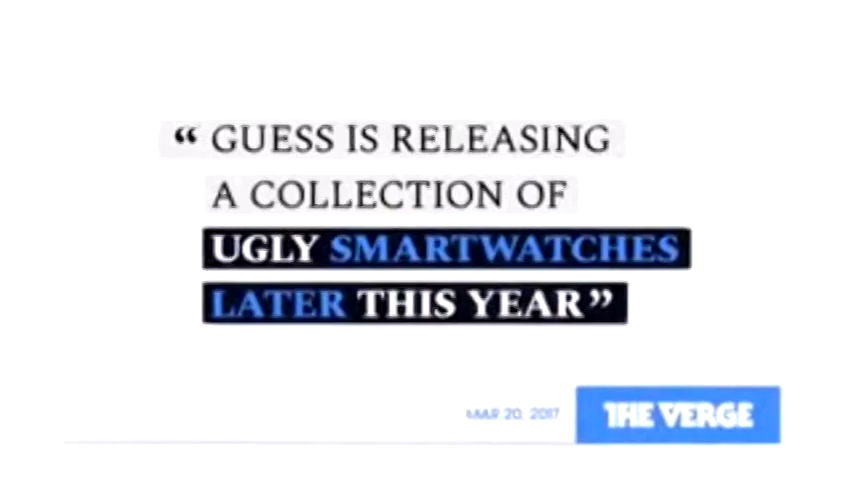 “ GUESS IS RELEASING
A COLLECTION OF
UGLY SMARTWATCHES
LATER THIS YEAR”
MAR 20, 2017
THE VERGE